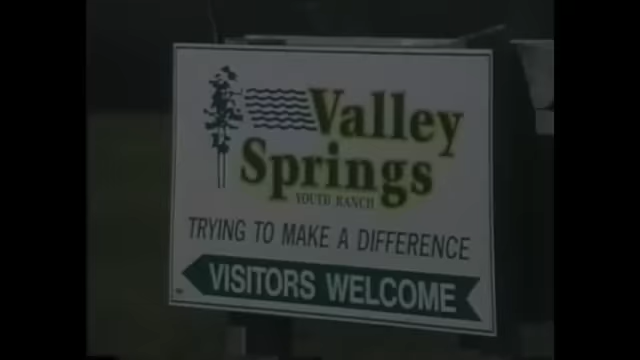 Valley
Springs
YOUTH RANCH
TRYING TO MAKE A DIFFERENCE
VISITORS WELCOME